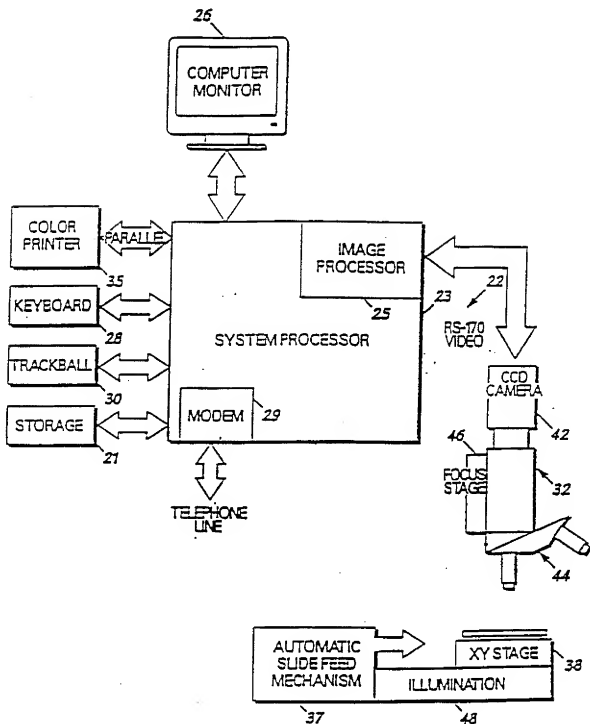 26
COMPUTER
MONITOR
COLOR
PRINTER
35
PARALLE
KEYBOARD
28
TRACKBALL
30
STORAGE
21
IMAGE
PROCESSOR
25
23
SYSTEM PROCESSOR
MODEM
29
TELEPHONE
LINE
22
RS-170
VIDEO
CCD
CAMERA
42
46
FOCUS
STAGE
32
44
AUTOMATIC
SLIDE FEED
MECHANISM
37
XY STAGE
38
ILLUMINATION
48